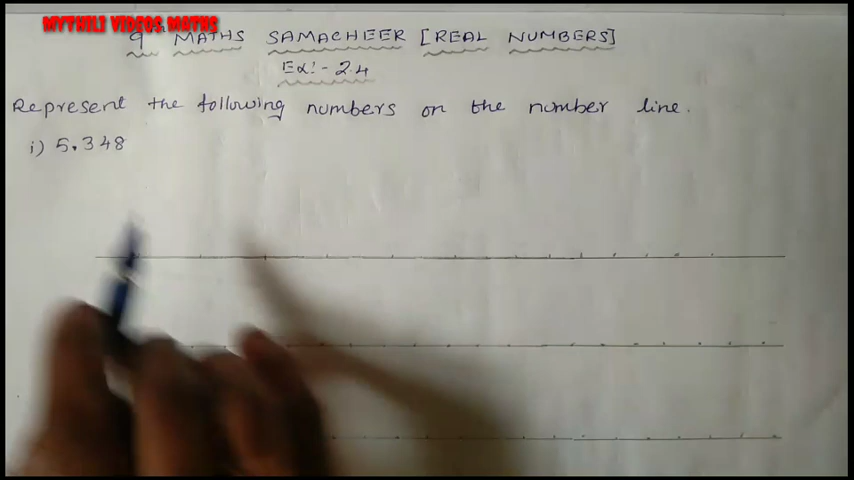 MYTHILI VIDEOS MATHS
9th MATHS SAMACHEER [REAL NUMBERS]
Ex:- 2.4
Represent the following numbers on the number line.
i) 5.348